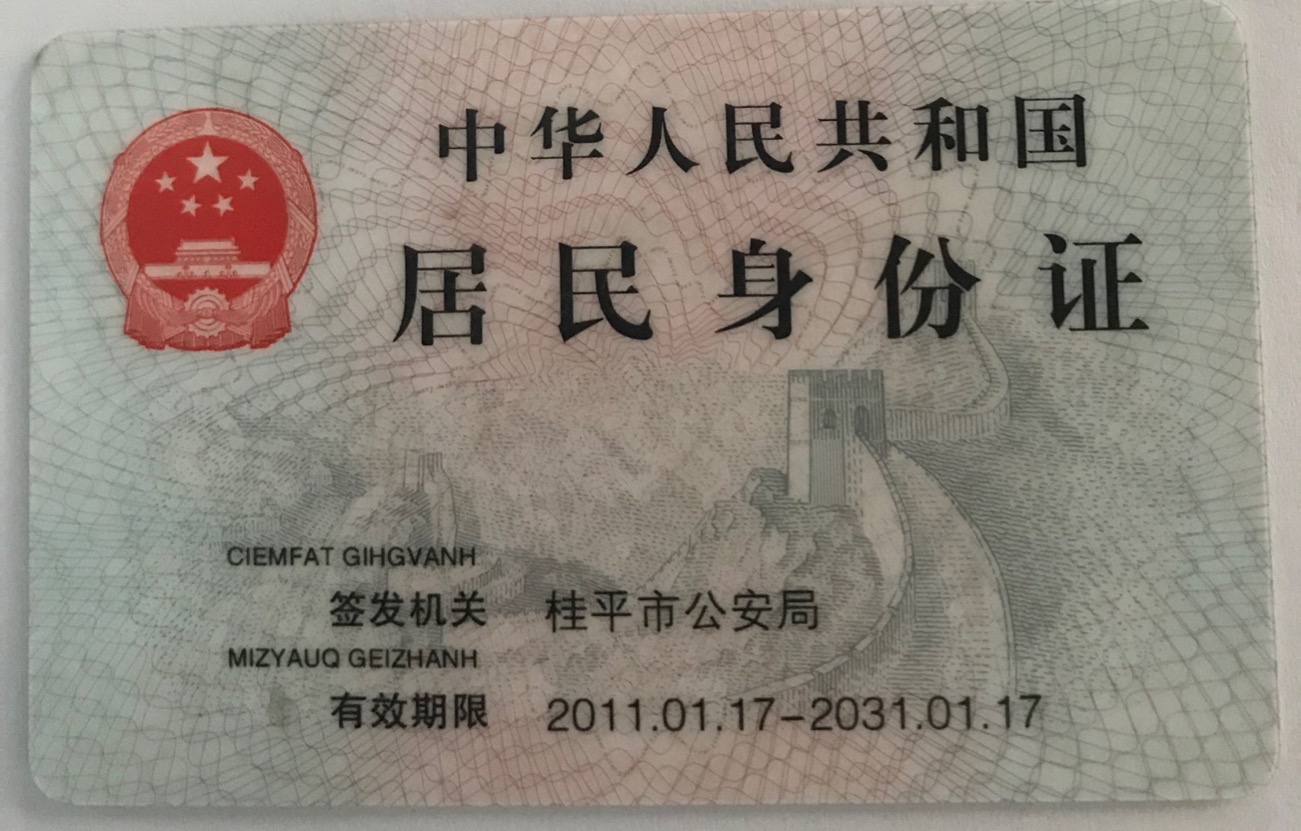 中华人民共和国
居民身份证
CIEMFAT GIHGVANH
签发机关 桂平市公安局
MIZYAUQ GEIZHANH
有效期限 2011.01.17-2031.01.17